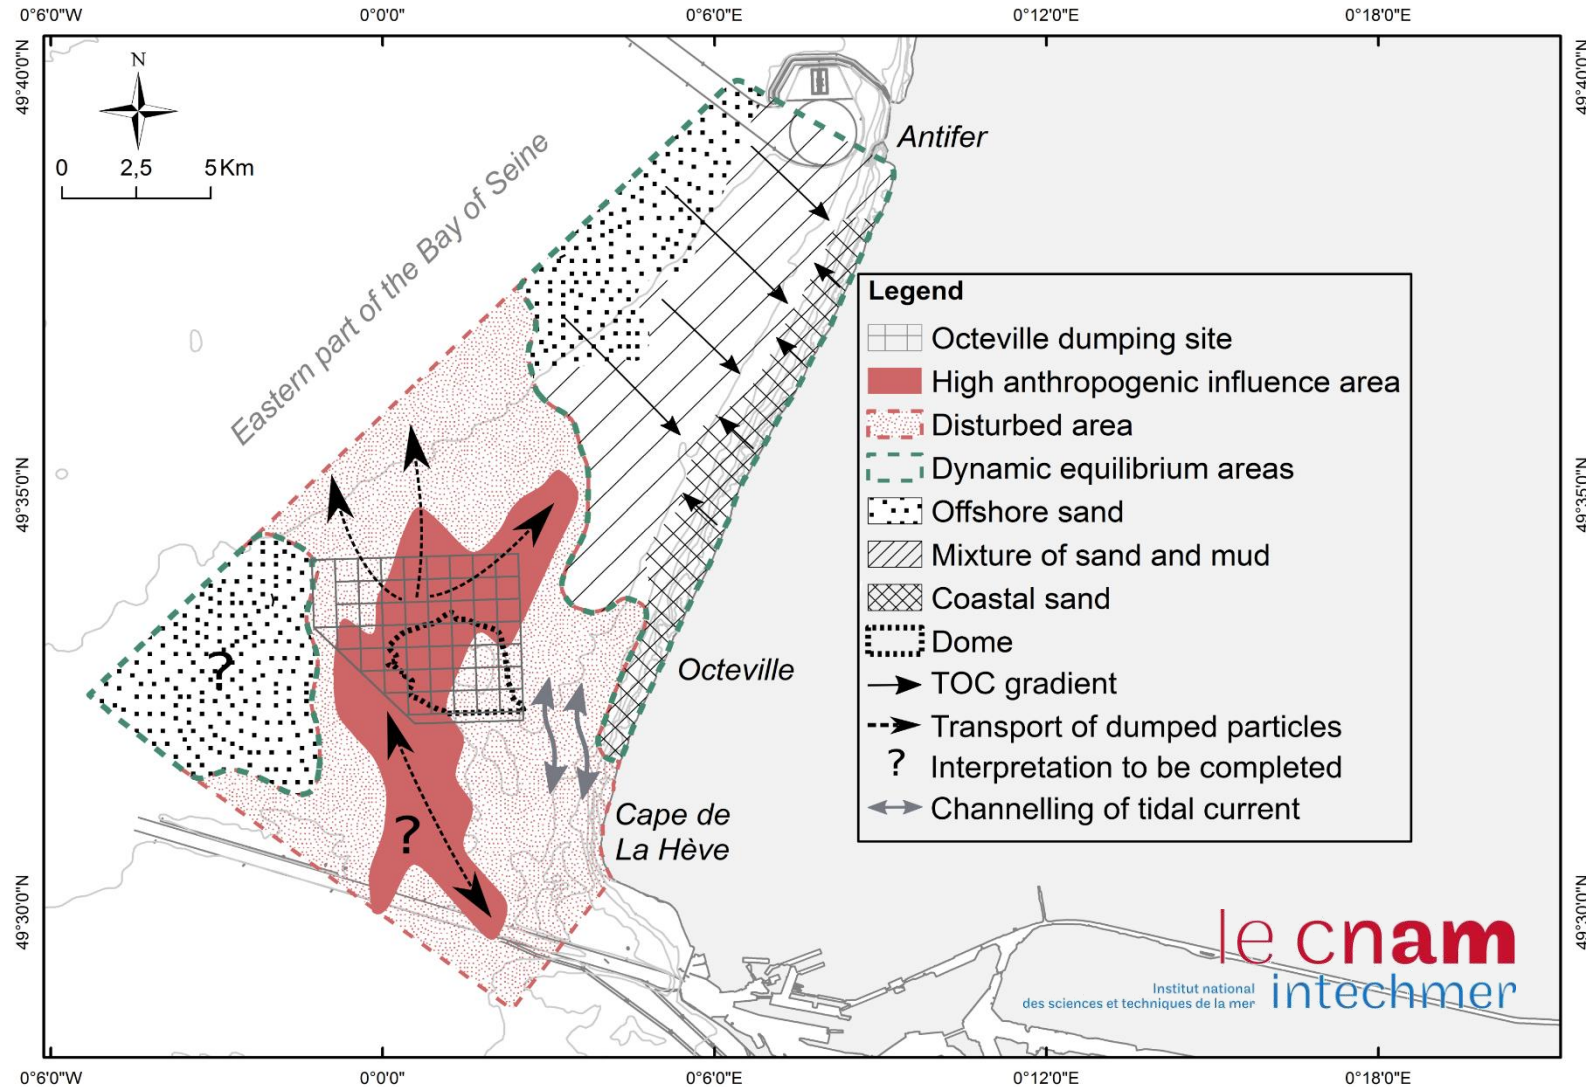 0°6'0"W
0°0'0"
0°6'0"E
0°12'0"E
0°18'0"E
49°40'0"N
49°40'0"N
N
0
2,5
5 Km
Antifer
Eastern part of the Bay of Seine
Legend
Octeville dumping site
High anthropogenic influence area
Disturbed area
Dynamic equilibrium areas
Offshore sand
Mixture of sand and mud
Coastal sand
Dome
TOC gradient
Transport of dumped particles
? Interpretation to be completed
Channelling of tidal current
49°35'0"N
49°35'0"N
?
Octeville
?
Cape de
La Hève
49°30'0"N
49°30'0"N
le cnam
Institut national
des sciences et techniques de la mer
intechmer
0°6'0"W
0°0'0"
0°6'0"E
0°12'0"E
0°18'0"E